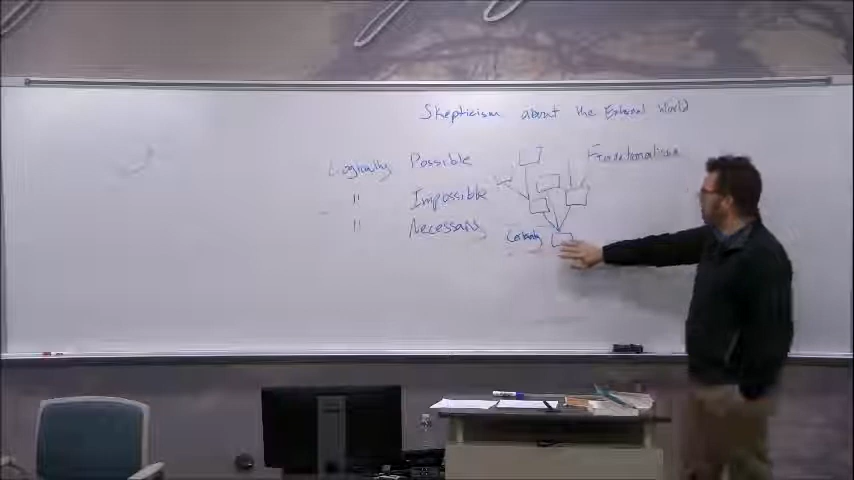 Skepticism about the External World
Logically Possible
" Impossible
" Necessary
Foundationalism
Certainty